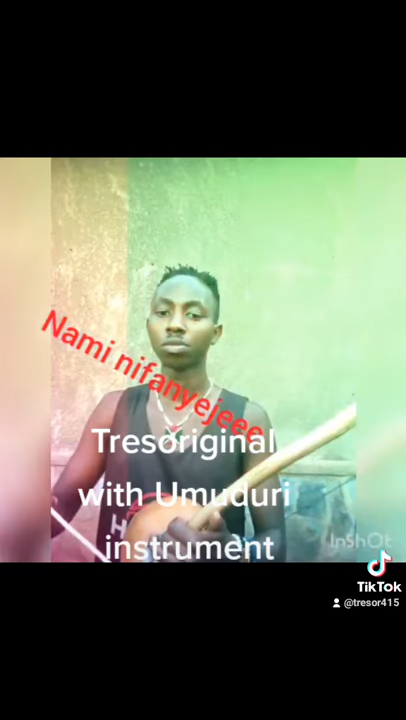 Nami nifanyejeee
Tresoriginal
with Umuduri
instrument
InShOt
TikTok
@tresor415